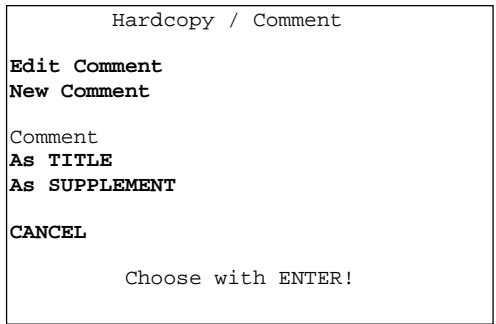 Hardcopy / Comment
Edit Comment
New Comment
Comment
As TITLE
As SUPPLEMENT
CANCEL
Choose with ENTER!